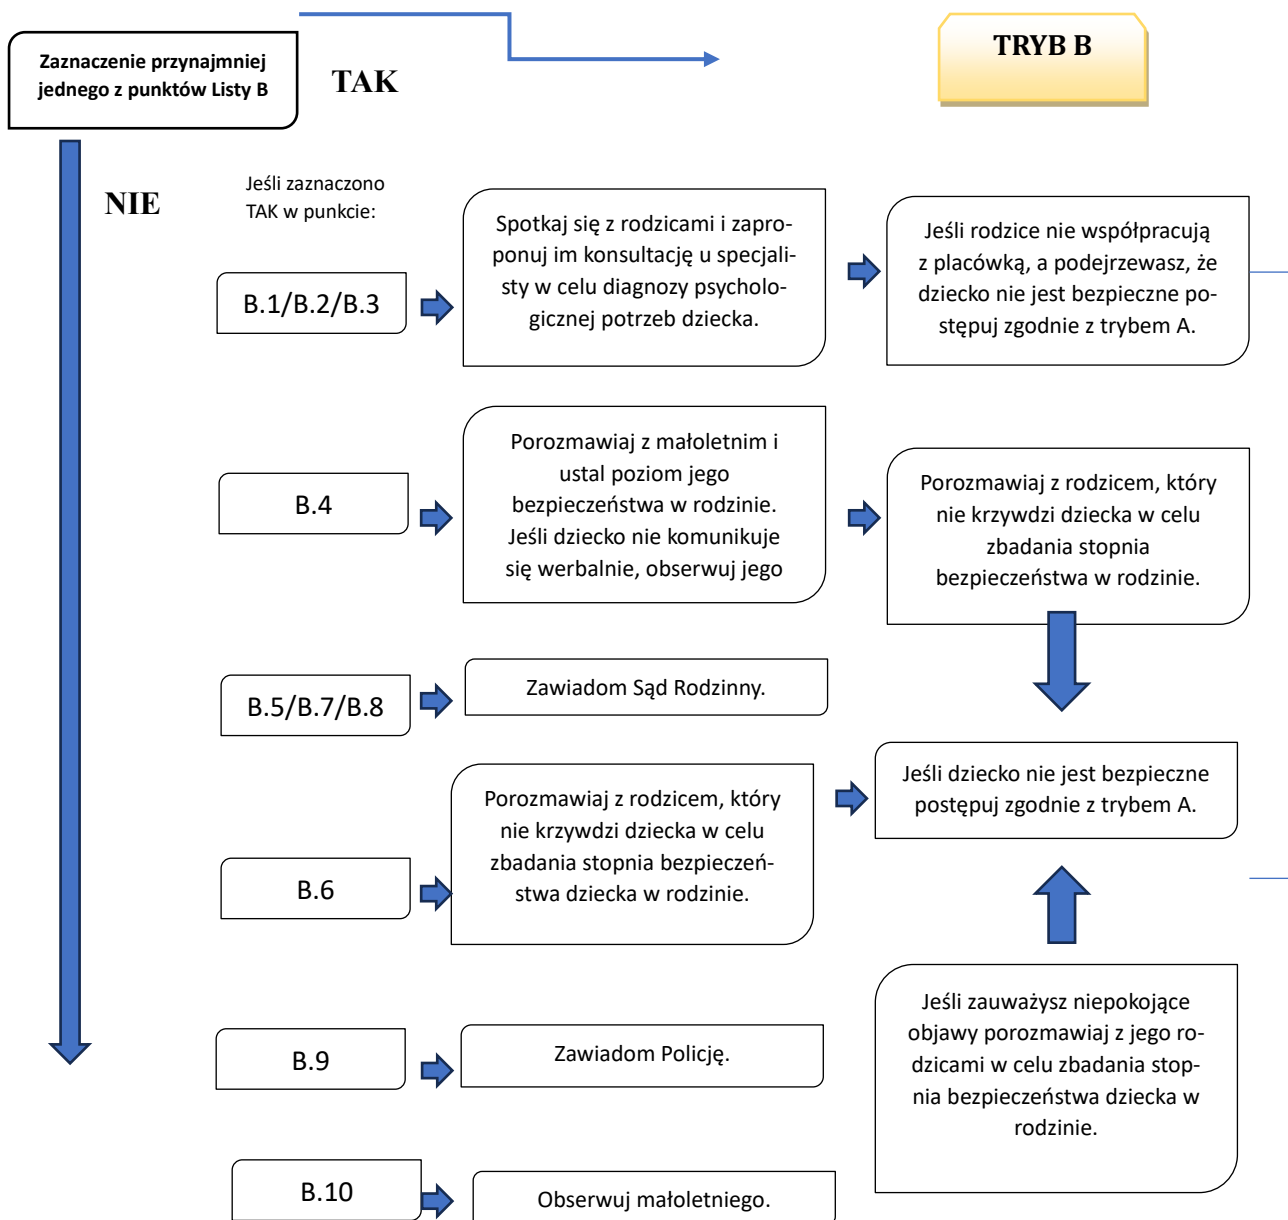 Zaznaczenie przynajmniej
jednego z punktów Listy B
TAK
TRYB B
NIE
Jeśli zaznaczono
TAK w punkcie:
B.1/B.2/B.3
Spotkaj się z rodzicami i zapro-
ponuj im konsultację u specjali-
sty w celu diagnozy psycholo-
gicznej potrzeb dziecka.
Jeśli rodzice nie współpracują
z placówką, a podejrzewasz, że
dziecko nie jest bezpieczne po-
stępuj zgodnie z trybem A.
B.4
Porozmawiaj z małoletnim i
ustal poziom jego
bezpieczeństwa w rodzinie.
Jeśli dziecko nie komunikuje
się werbalnie, obserwuj jego
Porozmawiaj z rodzicem, który
nie krzywdzi dziecka w celu
zbadania stopnia
bezpieczeństwa w rodzinie.
B.5/B.7/B.8
Zawiadom Sąd Rodzinny.
Jeśli dziecko nie jest bezpieczne
postępuj zgodnie z trybem A.
B.6
Porozmawiaj z rodzicem, który
nie krzywdzi dziecka w celu
zbadania stopnia bezpieczeń-
stwa dziecka w rodzinie.
B.9
Zawiadom Policję.
Jeśli zauważysz niepokojące
objawy porozmawiaj z jego ro-
dzicami w celu zbadania stop-
nia bezpieczeństwa dziecka w
rodzinie.
B.10
Obserwuj małoletniego.